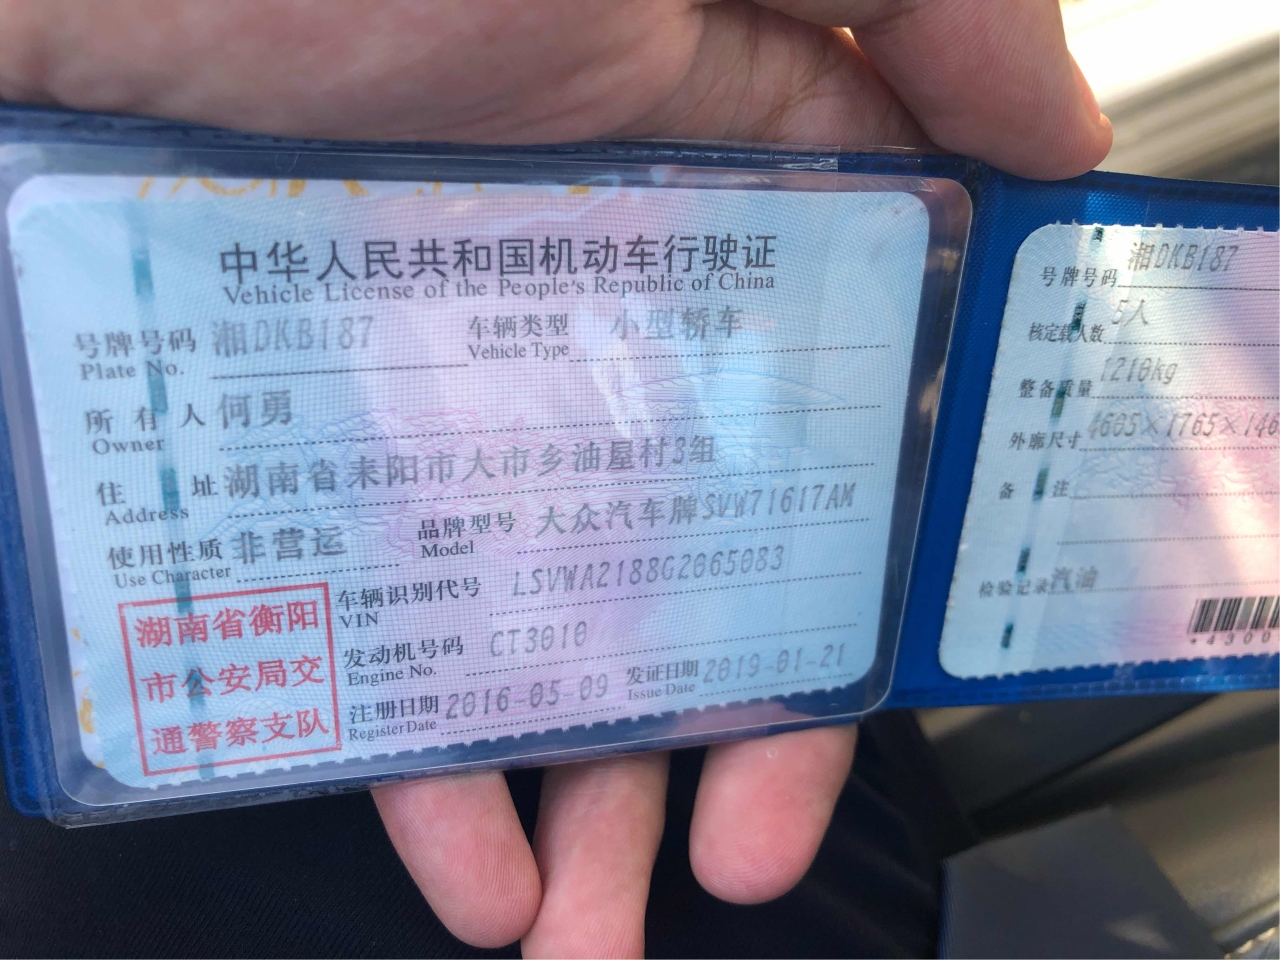 中华人民共和国机动车行驶证
Vehicle License of the People's Republic of China
号牌号码 湘DKB187 车辆类型 小型轿车
Plate No. Vehicle Type
所有人 何勇
Owner
住址 湖南省耒阳市大市乡油屋村3组
Address
使用性质 非营运 品牌型号 大众汽车牌SVW71617AM
Use Character Model
车辆识别代号 LSVWA2188G2065083
VIN
发动机号码 CT3010
Engine No.
注册日期 2016-05-09 发证日期 2019-01-21
Register Date Issue Date
湖南省衡阳
市公安局交
通警察支队
号牌号码 湘DKB187
核定载人数 5人
整备质量 1210kg
外廓尺寸 4605×1765×146
备注
检验记录 汽油
*4300